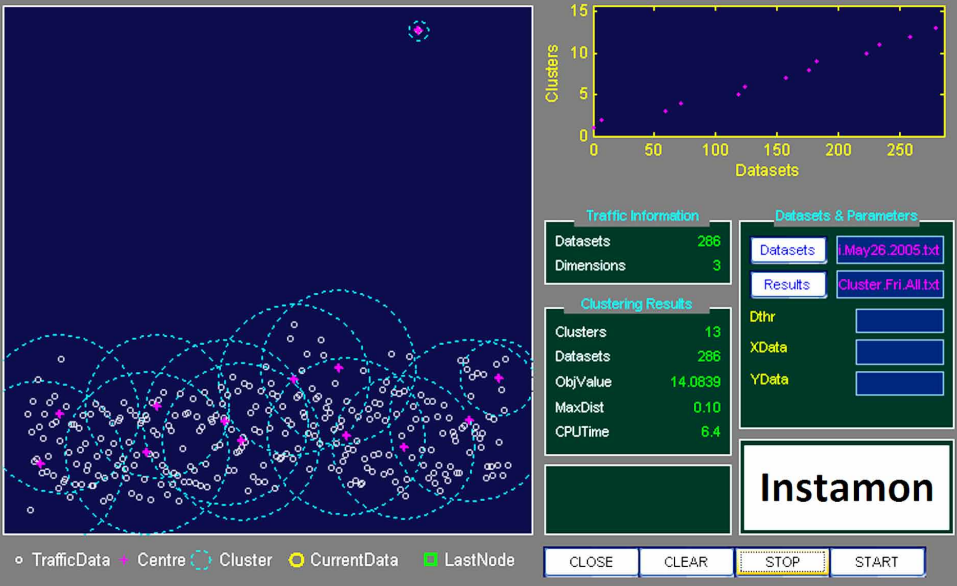 15
10
5
0
Clusters
0 50 100 150 200 250
Datasets
Traffic Information
Datasets 286
Dimensions 3
Clustering Results
Clusters 13
Datasets 286
ObjValue 14.0839
MaxDist 0.10
CPUTime 6.4
Datasets & Parameters
Datasets i.May26.2005.txt
Results Cluster.Fri.All.txt
Dthr
XData
YData
Instamon
TrafficData Centre Cluster CurrentData LastNode
CLOSE CLEAR STOP START